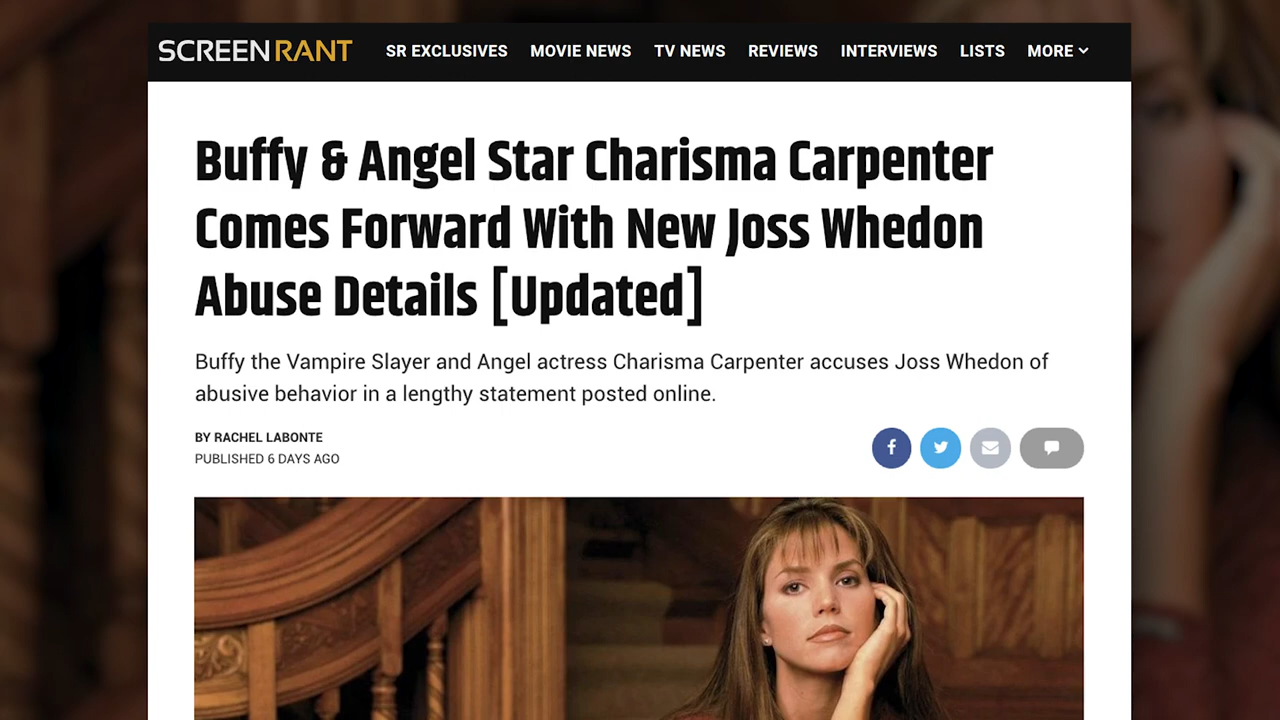 SCREEN RANT SR EXCLUSIVES MOVIE NEWS TV NEWS REVIEWS INTERVIEWS LISTS MORE
Buffy & Angel Star Charisma Carpenter
Comes Forward With New Joss Whedon
Abuse Details [Updated]
Buffy the Vampire Slayer and Angel actress Charisma Carpenter accuses Joss Whedon of
abusive behavior in a lengthy statement posted online.
BY RACHEL LABONTE
PUBLISHED 6 DAYS AGO